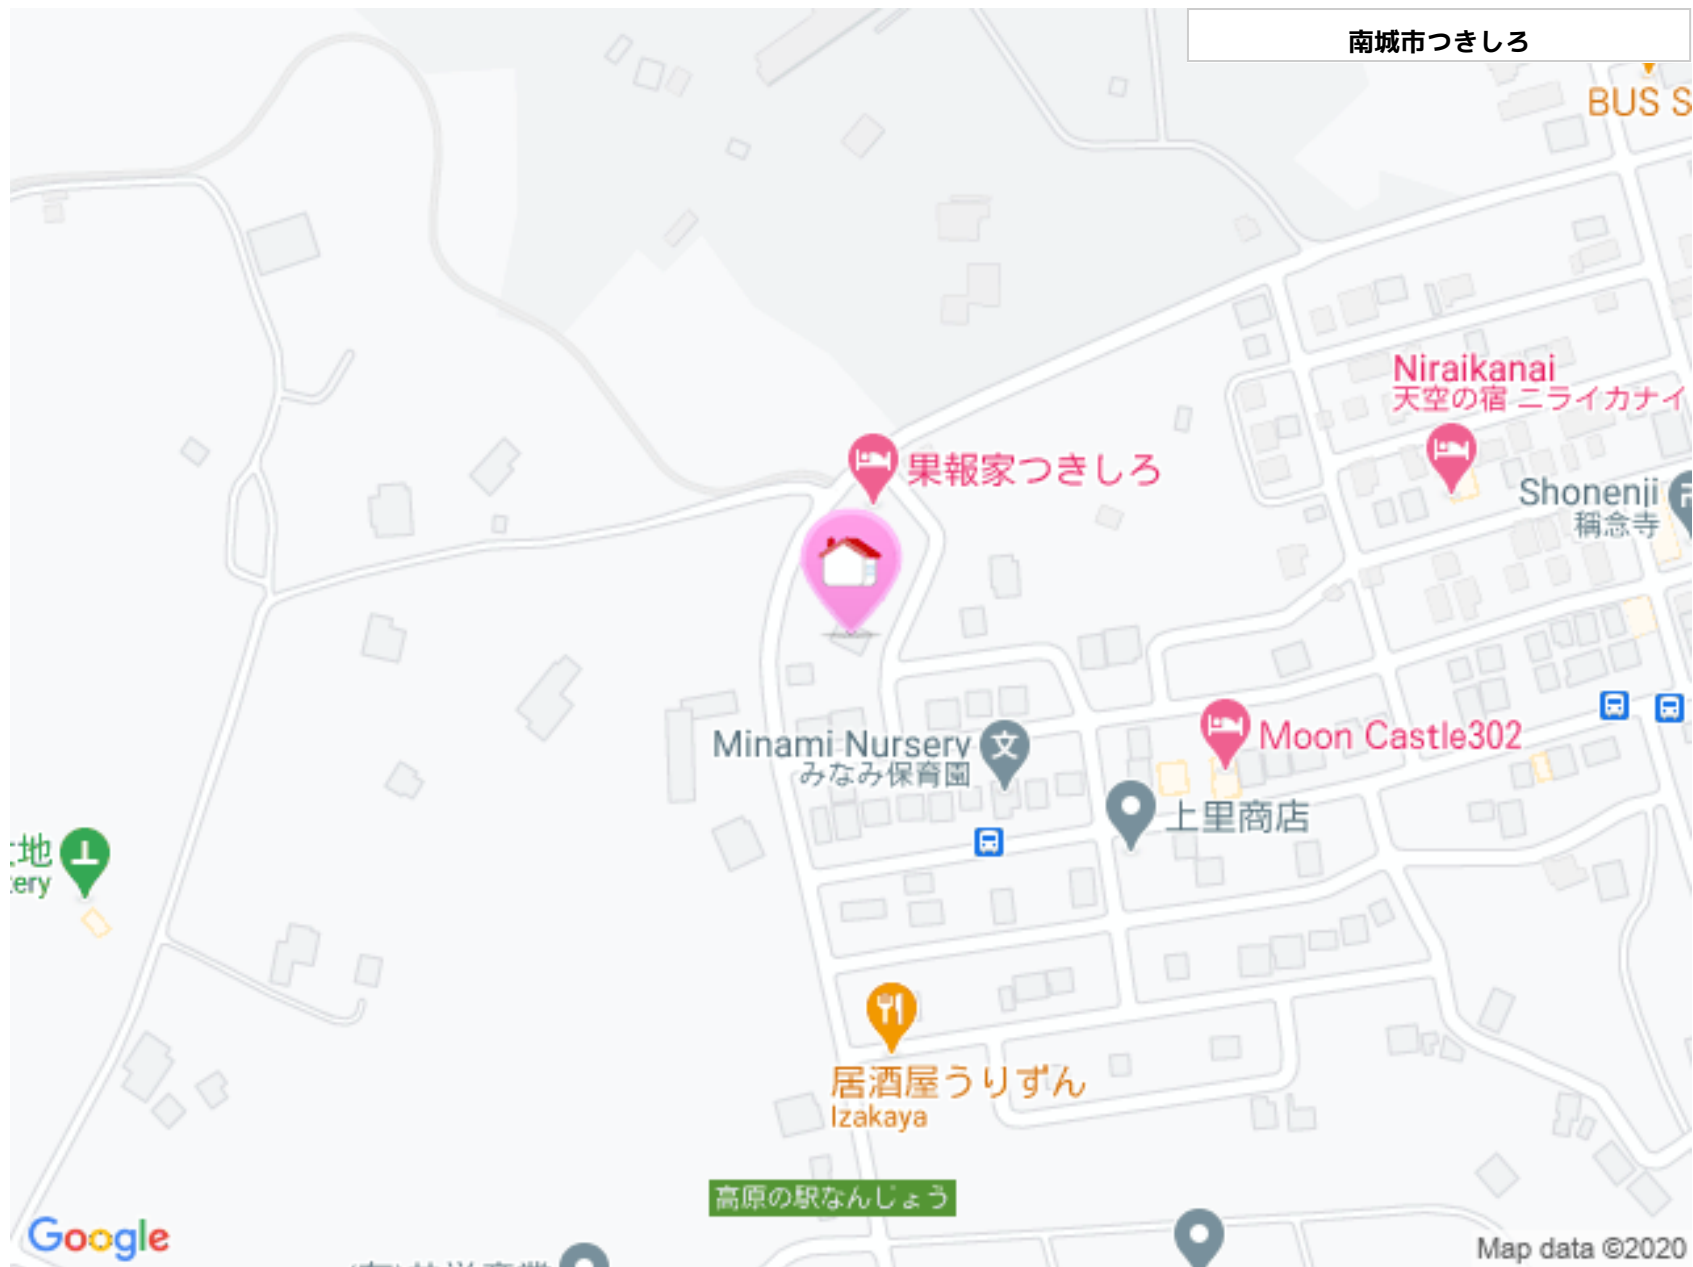 南城市つきしろ
BUS S
Niraikanai
天空の宿 ニライカナイ
果報家つきしろ
Shonenji
稱念寺
Minami Nursery
みなみ保育園
Moon Castle302
上里商店
地
ery
居酒屋うりずん
Izakaya
高原の駅なんじょう
Google
Map data ©2020